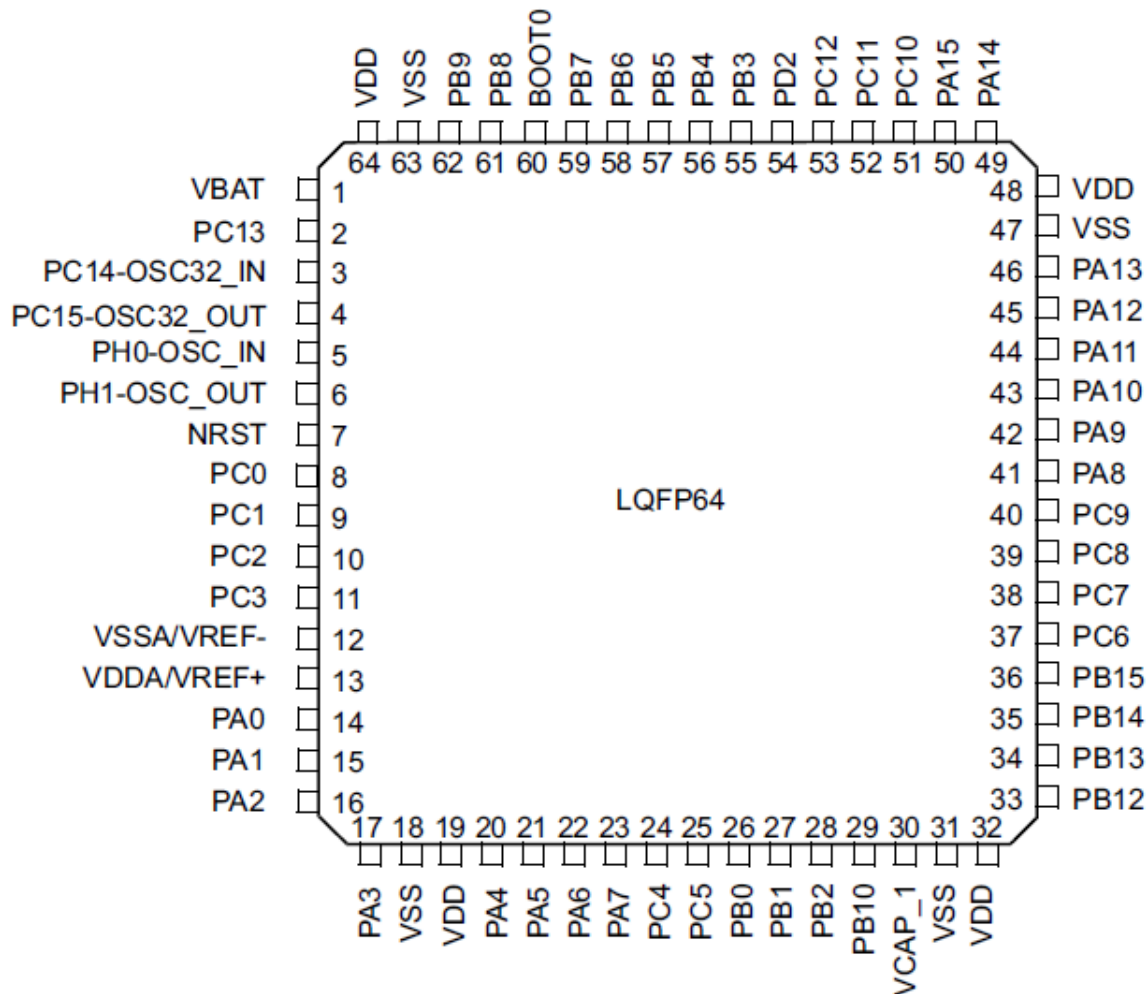 VDD VSS PB9 PB8 BOOT0 PB7 PB6 PB5 PB4 PB3 PD2 PC12 PC11 PC10 PA15 PA14
64 63 62 61 60 59 58 57 56 55 54 53 52 51 50 49
VBAT 1 48 VDD
PC13 2 47 VSS
PC14-OSC32_IN 3 46 PA13
PC15-OSC32_OUT 4 45 PA12
PH0-OSC_IN 5 44 PA11
PH1-OSC_OUT 6 43 PA10
NRST 7 42 PA9
PC0 8 41 PA8
LQFP64
PC1 9 40 PC9
PC2 10 39 PC8
PC3 11 38 PC7
VSSA/VREF- 12 37 PC6
VDDA/VREF+ 13 36 PB15
PA0 14 35 PB14
PA1 15 34 PB13
PA2 16 33 PB12
17 18 19 20 21 22 23 24 25 26 27 28 29 30 31 32
PA3 VSS VDD PA4 PA5 PA6 PA7 PC4 PC5 PB0 PB1 PB2 PB10 VCAP_1 VSS VDD